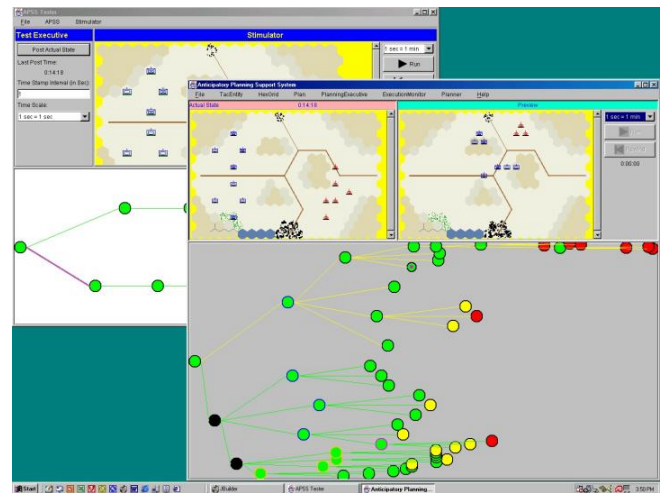 APSS Tester
File APSS Stimulator
Test Executive
Stimulator
Post Actual State
Last Post Time:
0:14:18
Time Stamp Interval (in Sec):
1
Time Scale:
1 sec = 1 sec
1 sec = 1 min
Run
Anticipatory Planning Support System
File TacEntity HexGrid Plan PlanningExecutive ExecutionMonitor Planner Help
Actual State 0:14:18 Preview
1 sec = 1 min
0:00:00
Start JBuilder APSS Tester Anticipatory Planning... 3:50 PM